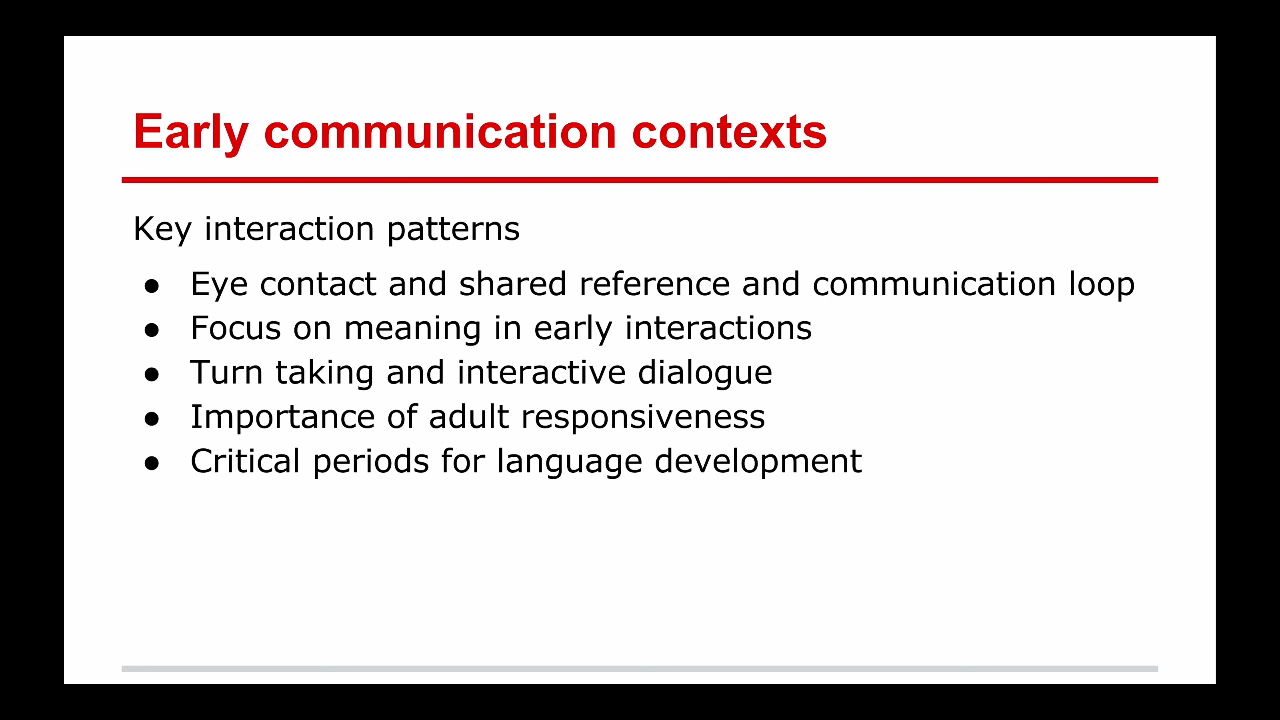 Early communication contexts
Key interaction patterns
● Eye contact and shared reference and communication loop
● Focus on meaning in early interactions
● Turn taking and interactive dialogue
● Importance of adult responsiveness
● Critical periods for language development